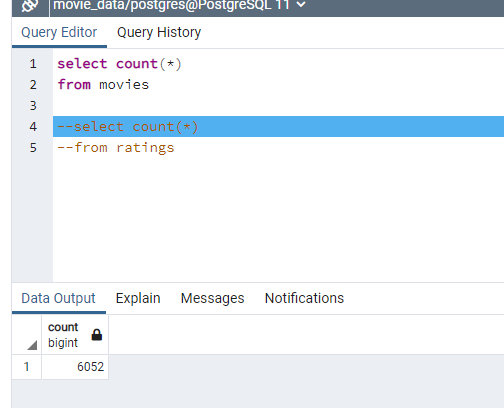 movie_data/postgres@PostgreSQL 11
Query Editor Query History
1 select count(*)
2 from movies
3
4 --select count(*)
5 --from ratings
Data Output Explain Messages Notifications
count
bigint
1 6052